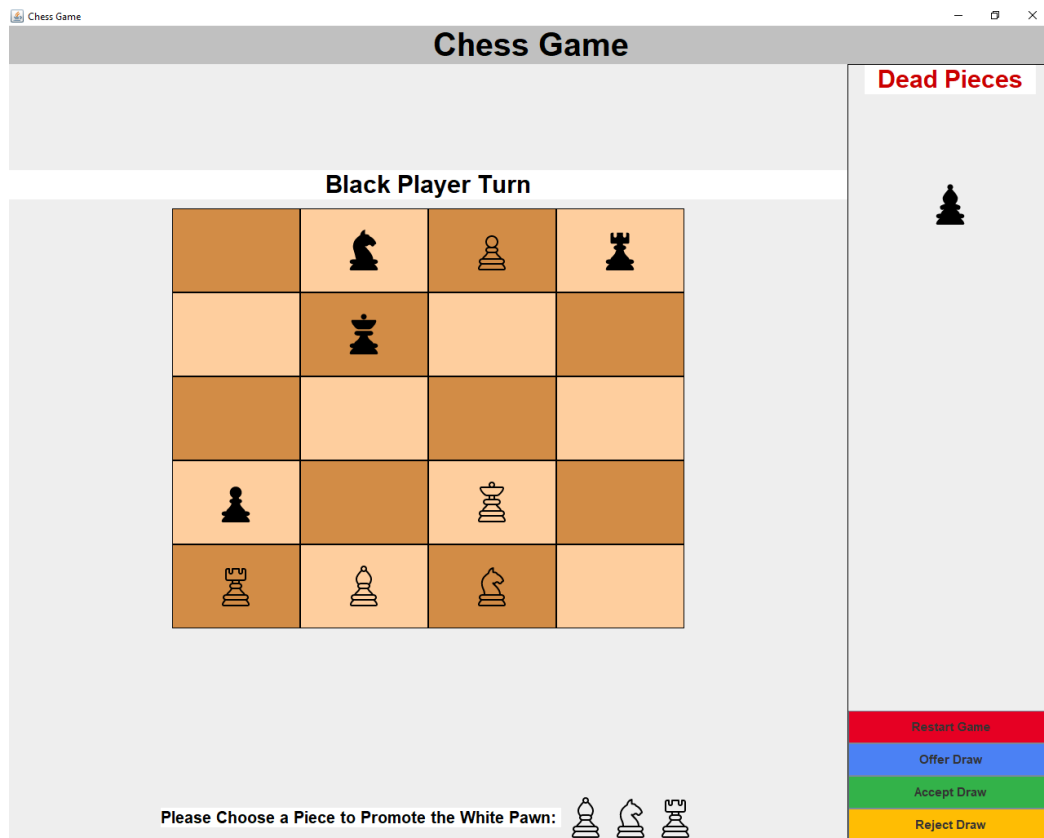 Chess Game
Chess Game
Dead Pieces
Black Player Turn
Restart Game
Offer Draw
Accept Draw
Reject Draw
Please Choose a Piece to Promote the White Pawn: